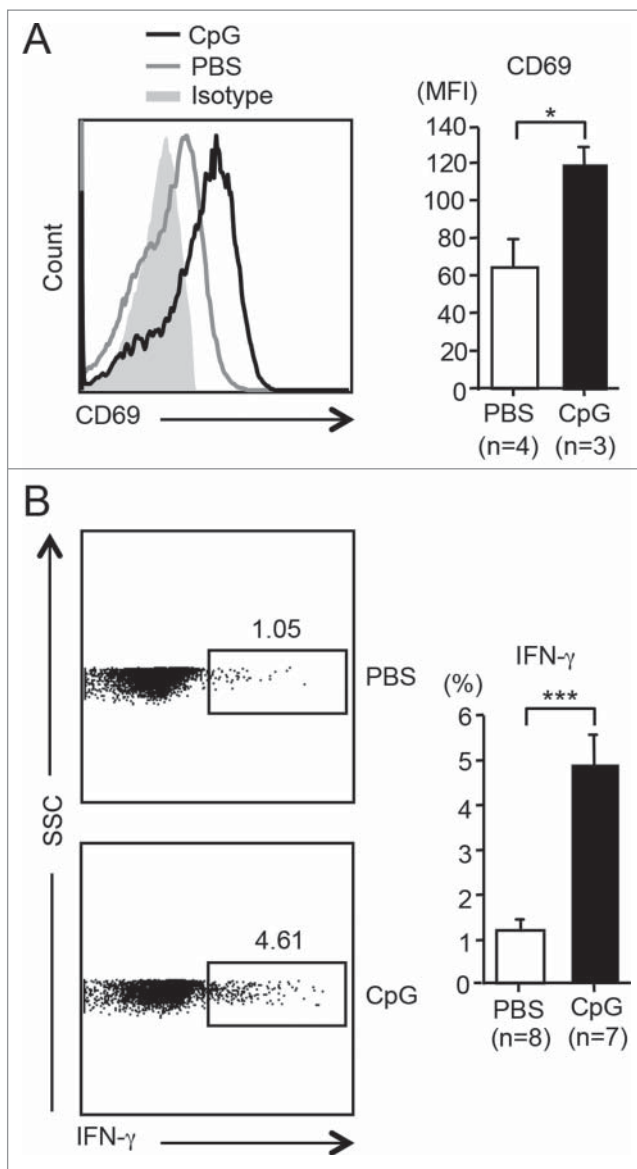 A
CpG
PBS
Isotype
Count
CD69
CD69
(MFI)
*
140
120
100
80
60
40
20
0
PBS CpG
(n=4) (n=3)
B
1.05
PBS
SSC
4.61
CpG
IFN-γ
IFN-γ
(%)
***
6
5
4
3
2
1
0
PBS CpG
(n=8) (n=7)